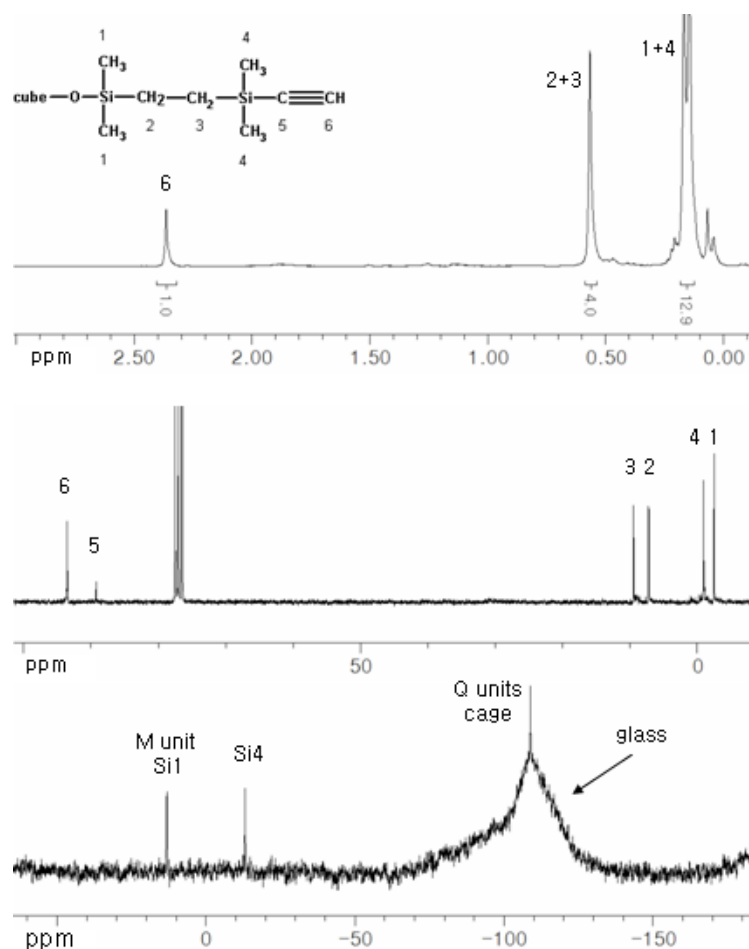 1 4
CH₃ CH₃
cube—O—Si—CH₂—CH₂—Si—C≡CH
2 3 5 6
CH₃ CH₃
1 4
6
2+3
1+4
1.0
4.0
12.9
ppm 2.50 2.00 1.50 1.00 0.50 0.00
6
5
3 2
4 1
ppm 50 0
M unit
Si1
Si4
Q units
cage
glass
ppm 0 -50 -100 -150